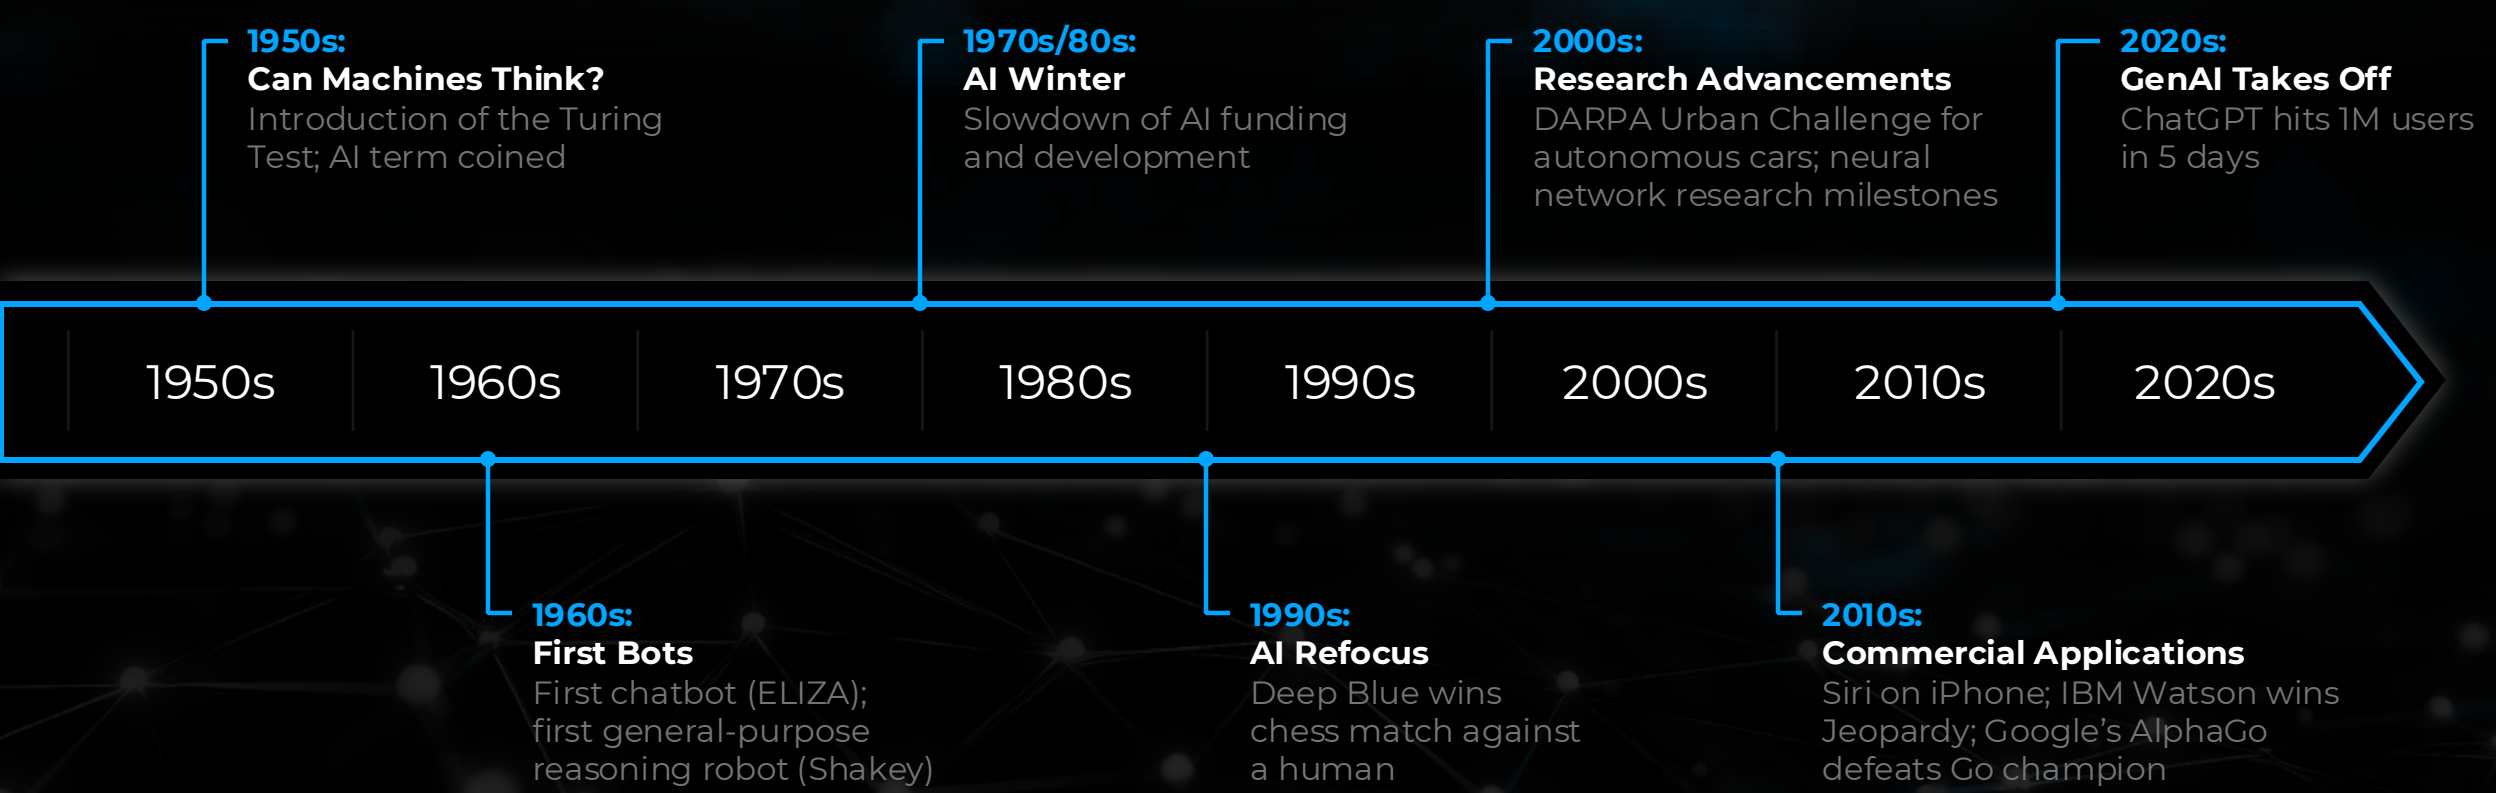 1950s:
Can Machines Think?
Introduction of the Turing
Test; AI term coined
1970s/80s:
AI Winter
Slowdown of AI funding
and development
2000s:
Research Advancements
DARPA Urban Challenge for
autonomous cars; neural
network research milestones
2020s:
GenAI Takes Off
ChatGPT hits 1M users
in 5 days
1950s
1960s
1970s
1980s
1990s
2000s
2010s
2020s
1960s:
First Bots
First chatbot (ELIZA);
first general-purpose
reasoning robot (Shakey)
1990s:
AI Refocus
Deep Blue wins
chess match against
a human
2010s:
Commercial Applications
Siri on iPhone; IBM Watson wins
Jeopardy; Google’s AlphaGo
defeats Go champion